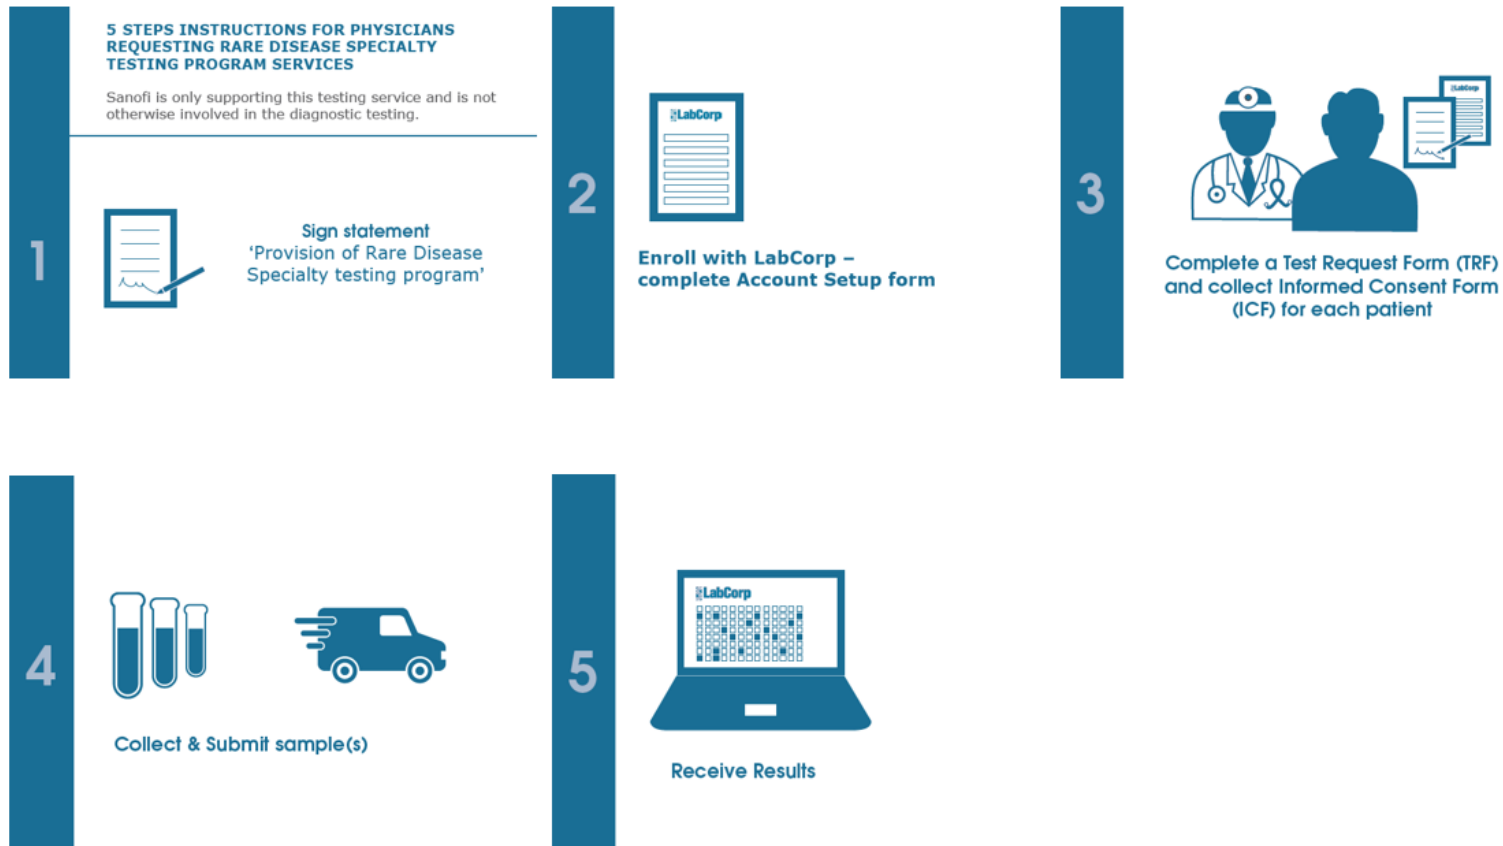 5 STEPS INSTRUCTIONS FOR PHYSICIANS
REQUESTING RARE DISEASE SPECIALTY
TESTING PROGRAM SERVICES
Sanofi is only supporting this testing service and is not
otherwise involved in the diagnostic testing.
1
Sign statement
‘Provision of Rare Disease
Specialty testing program’
2
LabCorp
Enroll with LabCorp –
complete Account Setup form
3
LabCorp
Complete a Test Request Form (TRF)
and collect Informed Consent Form
(ICF) for each patient
4
Collect & Submit sample(s)
5
LabCorp
Receive Results